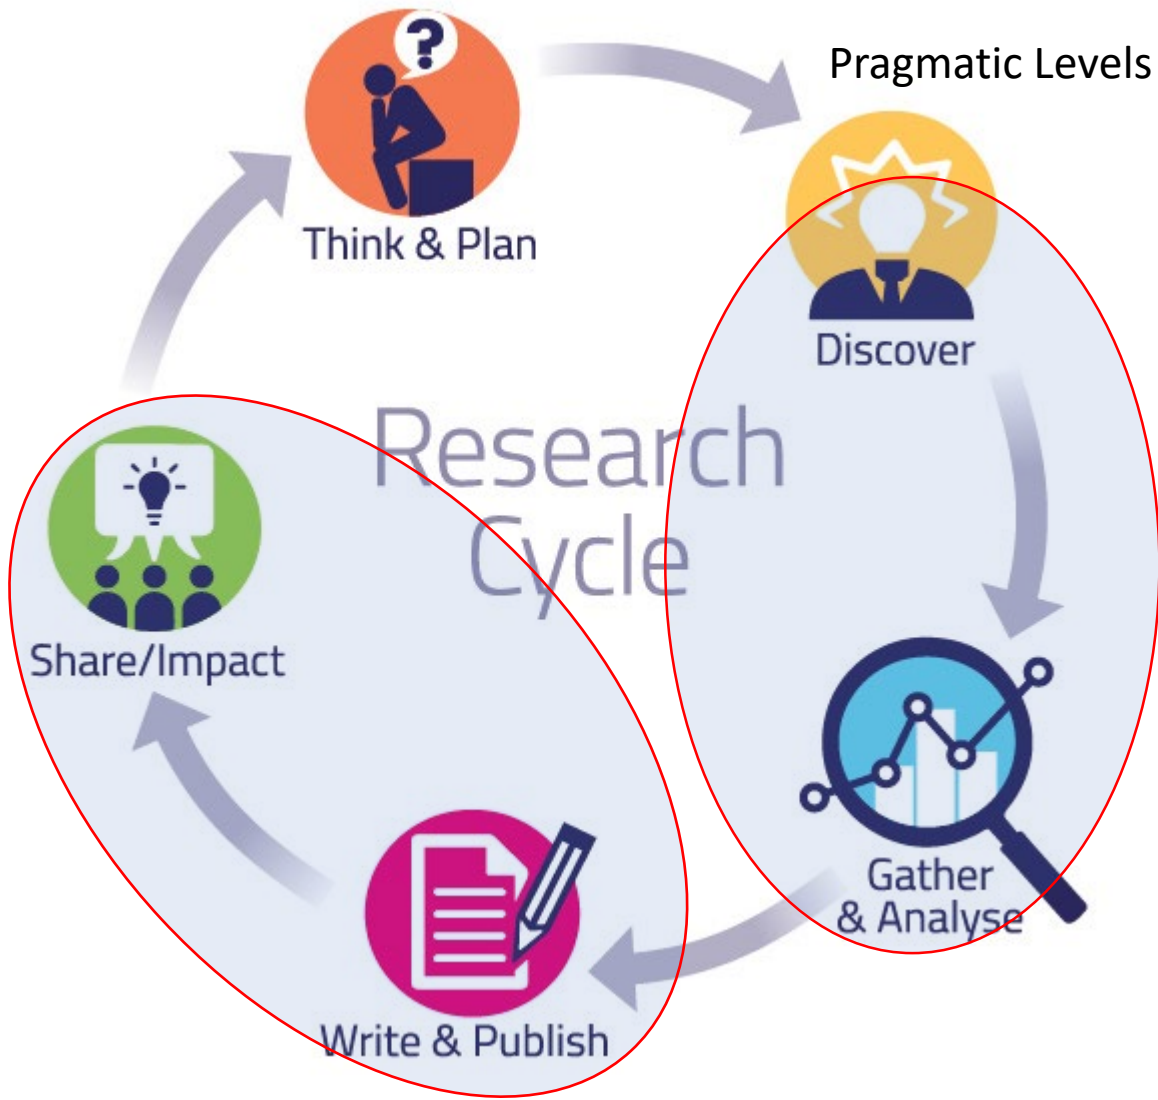 ?
Pragmatic Levels
Think & Plan
Discover
Research
Cycle
Share/Impact
Gather
& Analyse
Write & Publish